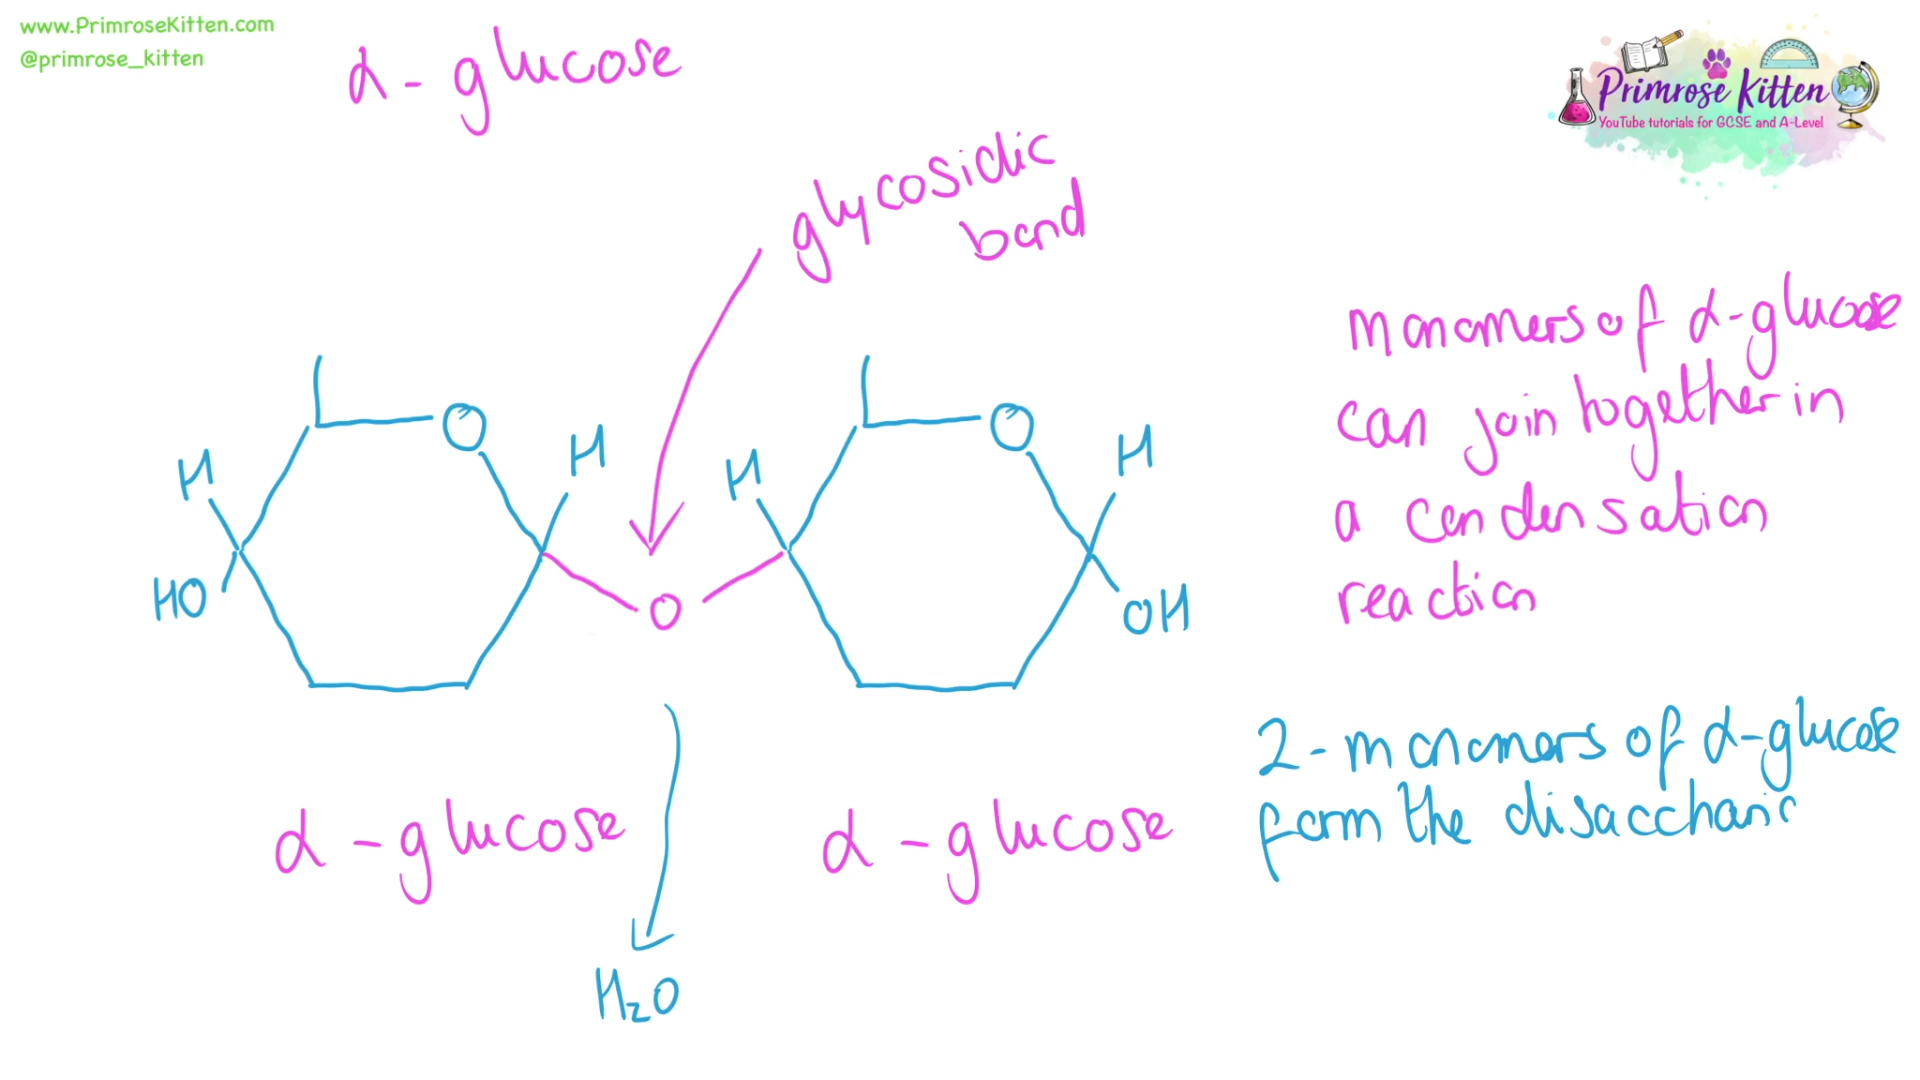 www.PrimroseKitten.com
@primrose_kitten
α-glucose
Primrose Kitten
YouTube tutorials for GCSE and A-Level
glycosidic
bond
O
O
H
H
H
H
HO
O
OH
monomers of α-glucose
can join together in
a condensation
reaction
α-glucose
α-glucose
H₂O
2-monomers of α-glucose
form the disacchari